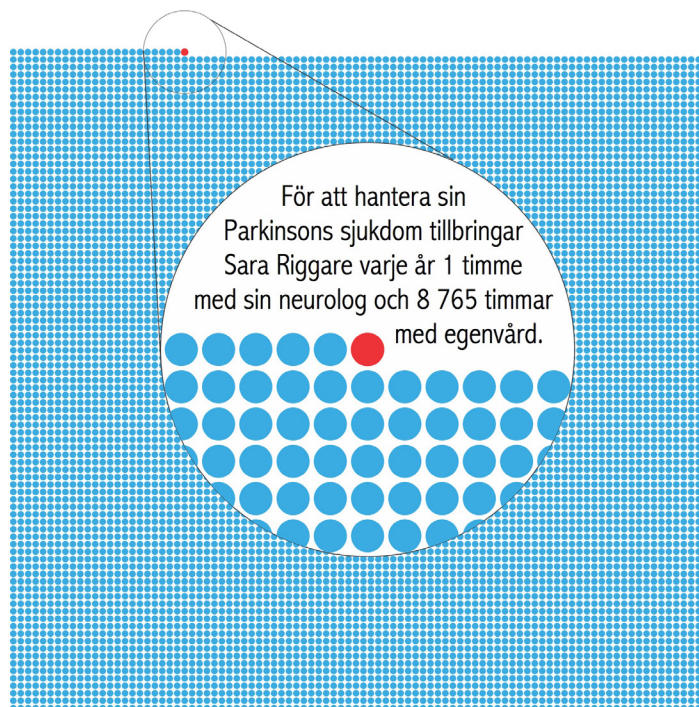 För att hantera sin
Parkinsons sjukdom tillbringar
Sara Riggare varje år 1 timme
med sin neurolog och 8 765 timmar
med egenvård.